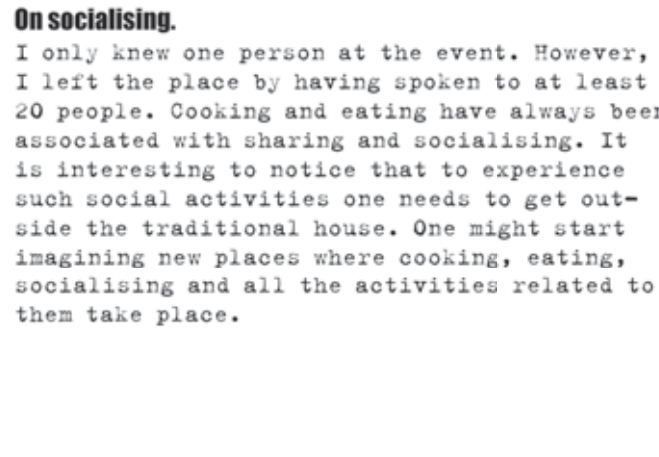 On socialising.
I only knew one person at the event. However,
I left the place by having spoken to at least
20 people. Cooking and eating have always been
associated with sharing and socialising. It
is interesting to notice that to experience
such social activities one needs to get out-
side the traditional house. One might start
imagining new places where cooking, eating,
socialising and all the activities related to
them take place.